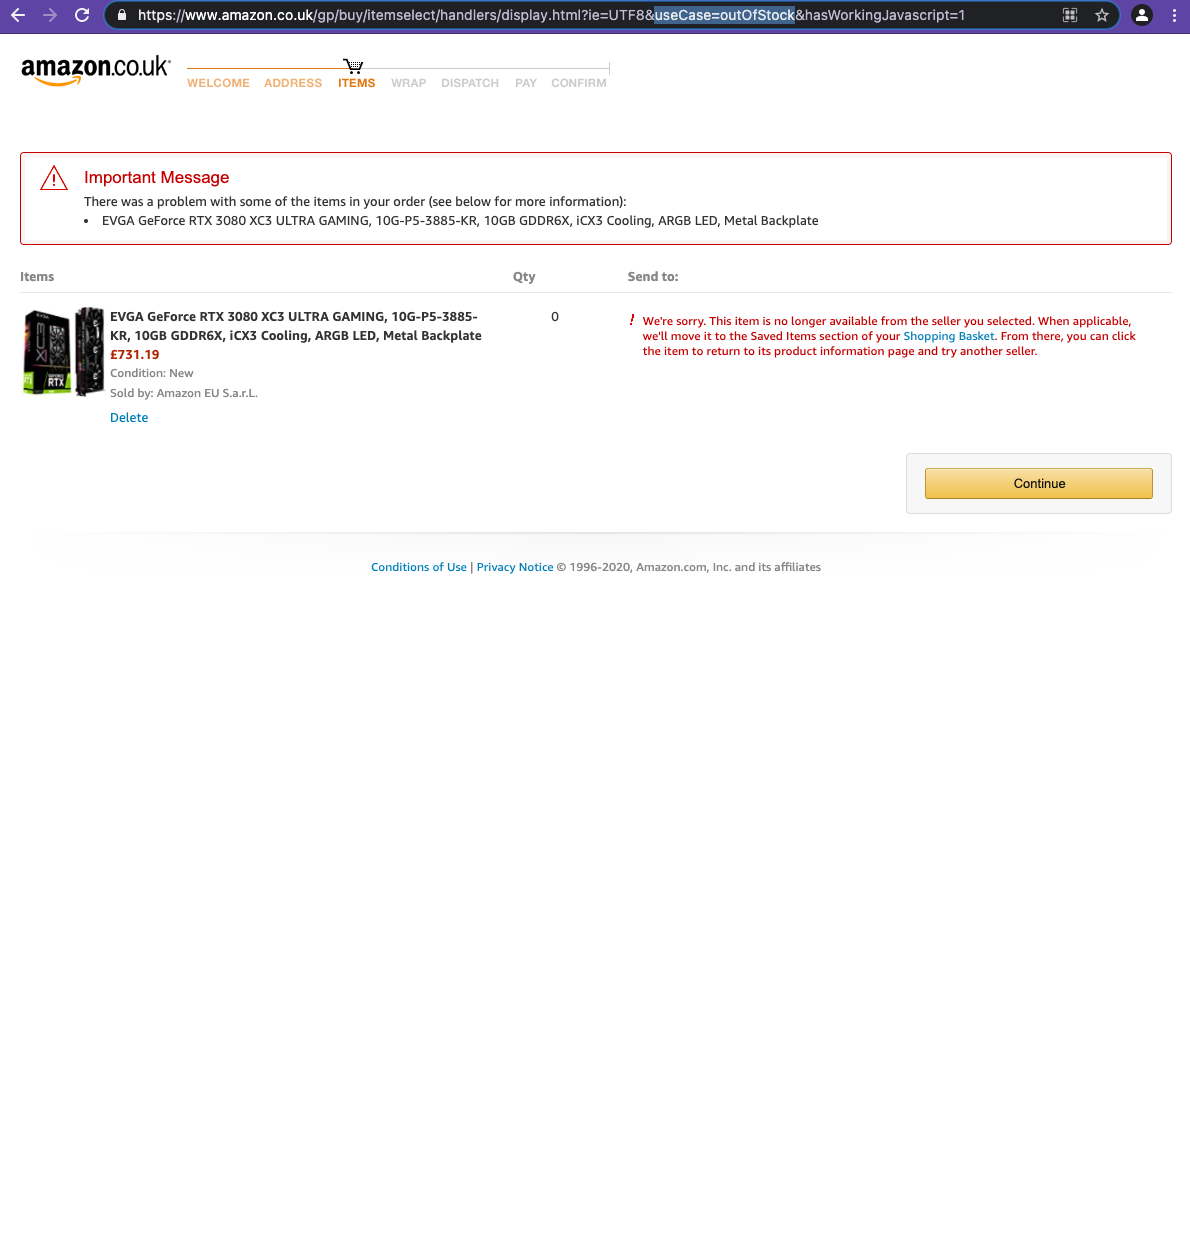 https://www.amazon.co.uk/gp/buy/itemselect/handlers/display.html?ie=UTF8&useCase=outOfStock&hasWorkingJavascript=1
amazon.co.uk
WELCOME ADDRESS ITEMS WRAP DISPATCH PAY CONFIRM
Important Message
There was a problem with some of the items in your order (see below for more information):
• EVGA GeForce RTX 3080 XC3 ULTRA GAMING, 10G-P5-3885-KR, 10GB GDDR6X, iCX3 Cooling, ARGB LED, Metal Backplate
Items Qty Send to:
EVGA GeForce RTX 3080 XC3 ULTRA GAMING, 10G-P5-3885-
KR, 10GB GDDR6X, iCX3 Cooling, ARGB LED, Metal Backplate
£731.19
Condition: New
Sold by: Amazon EU S.a.r.L.
Delete
0
! We're sorry. This item is no longer available from the seller you selected. When applicable,
we'll move it to the Saved Items section of your Shopping Basket. From there, you can click
the item to return to its product information page and try another seller.
RTX
Continue
Conditions of Use | Privacy Notice © 1996-2020, Amazon.com, Inc. and its affiliates